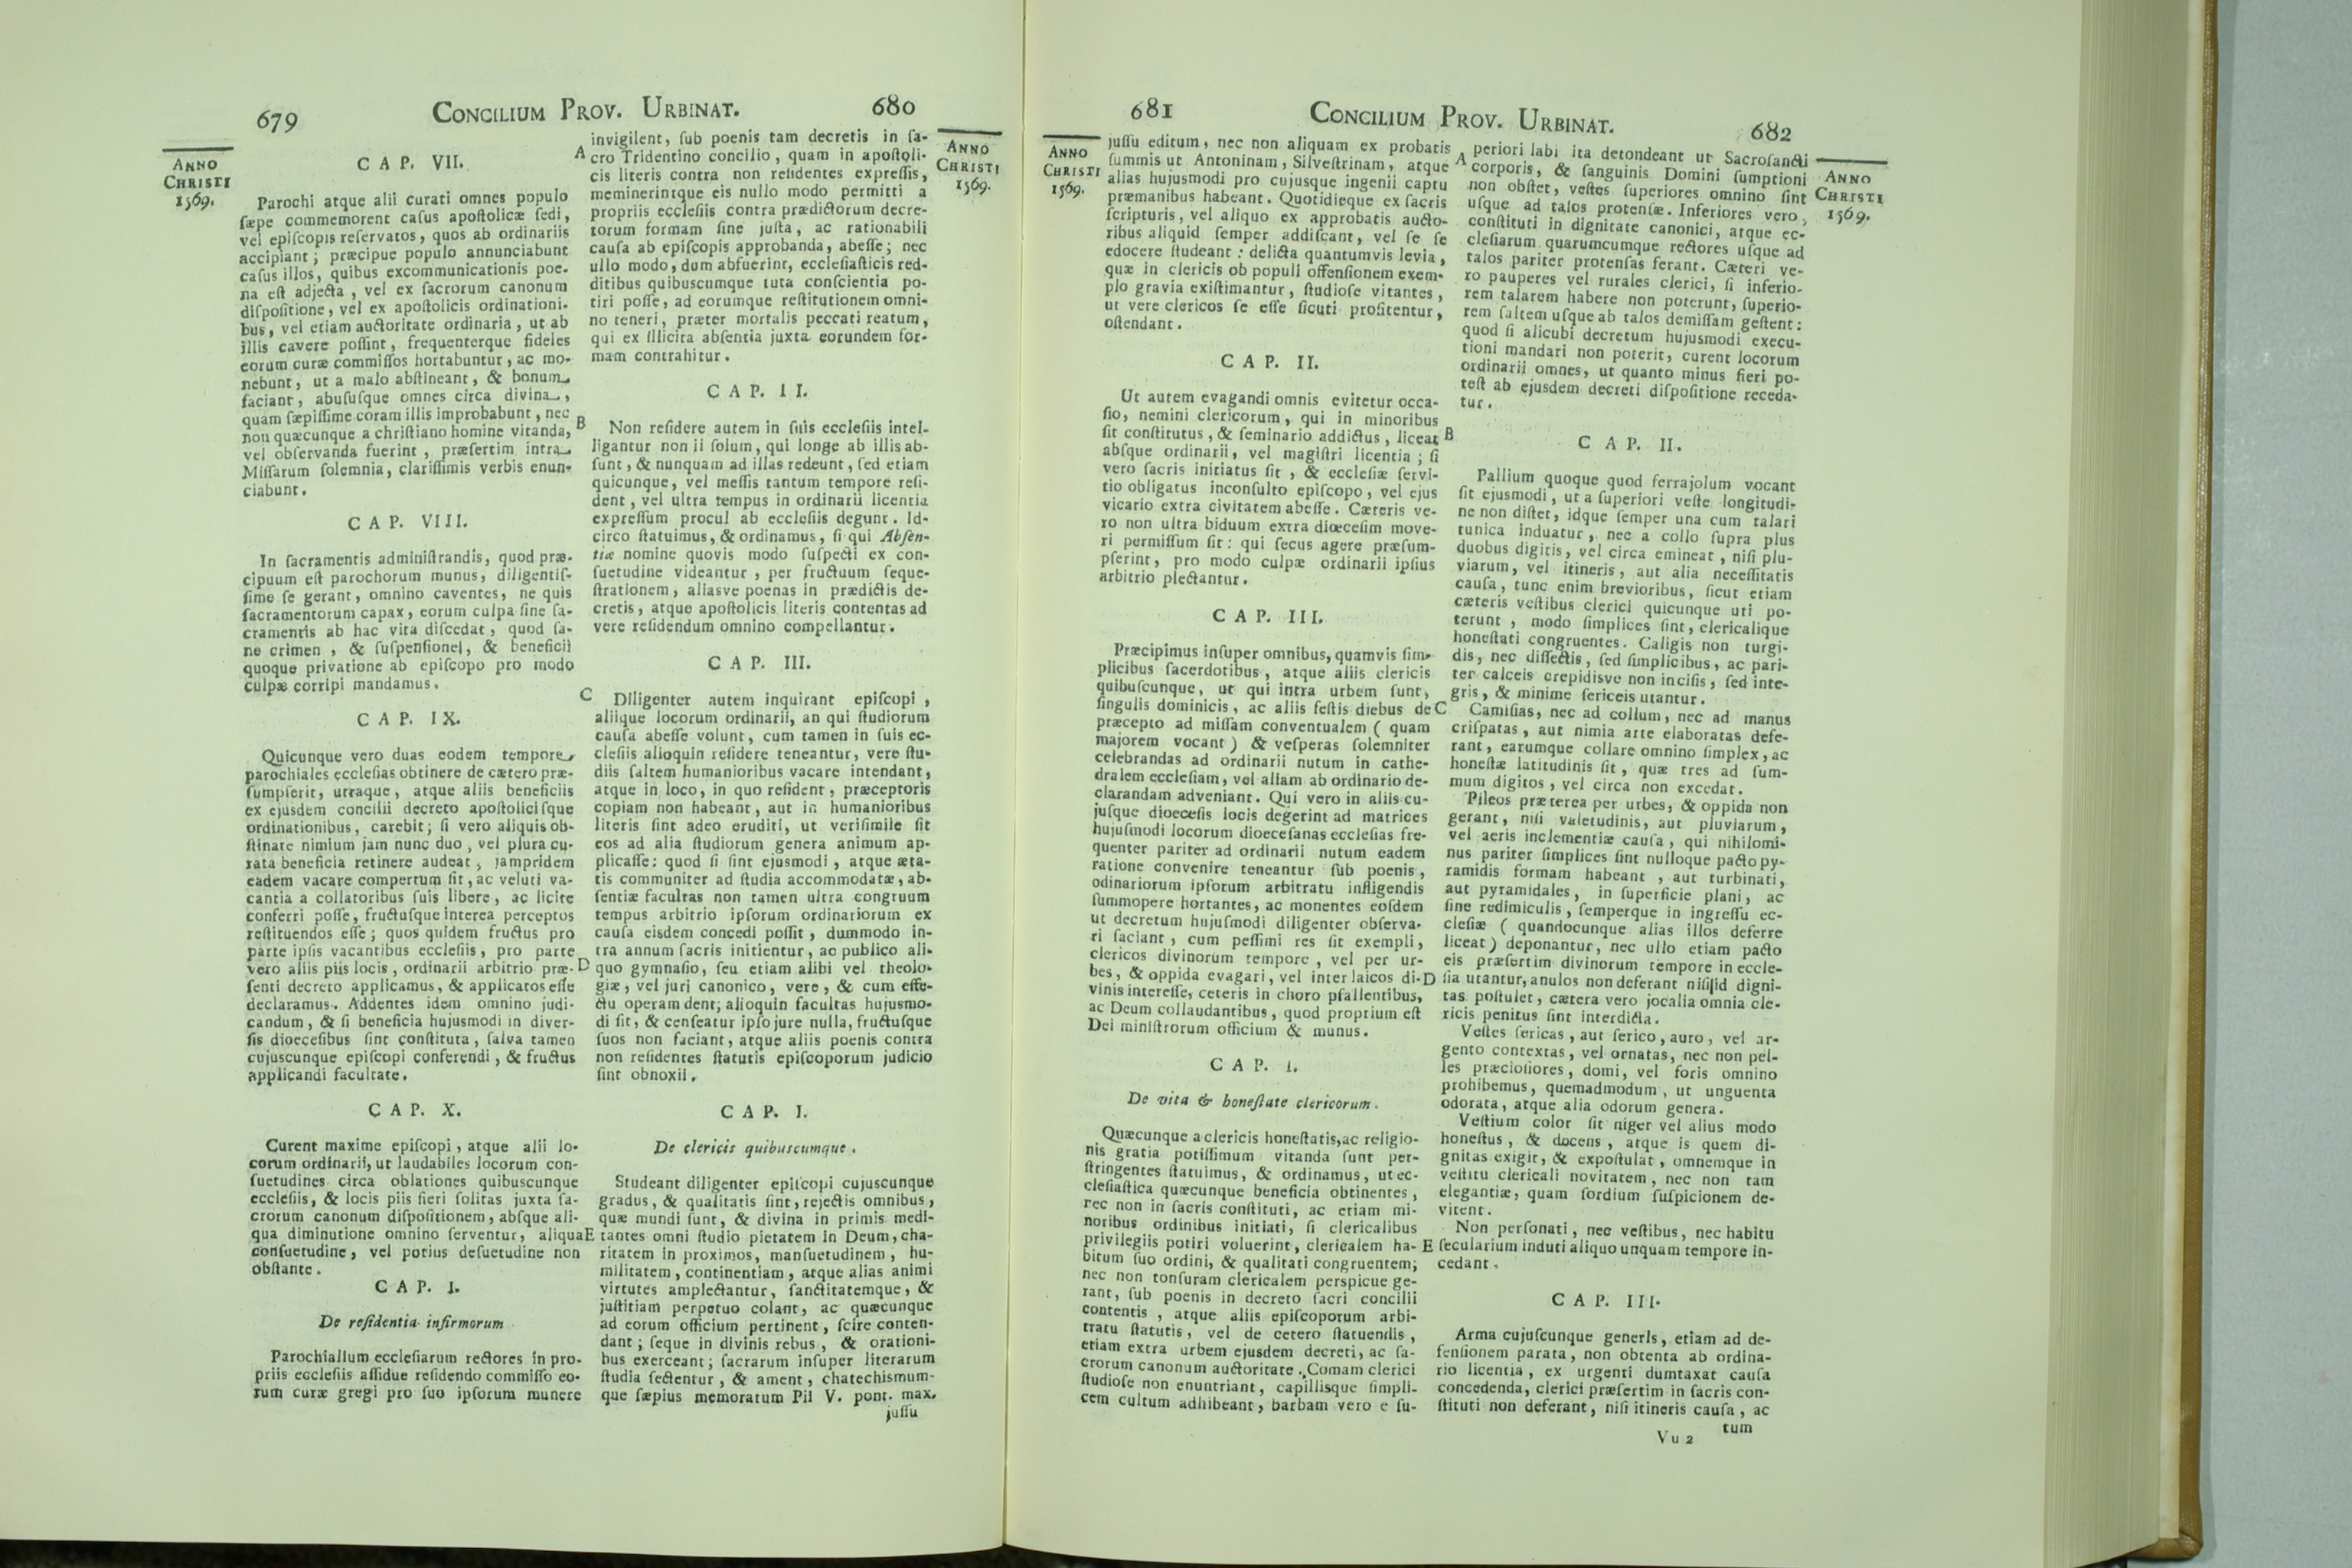 679
CONCILIUM PROV. URBINAT.
680
ANNO
CHRISTI
1569.
CAP. VII.
Parochi atque alii curati omnes populo
ſæpe commemorent caſus apoſtolicæ ſedi,
vel epiſcopis reſervatos, quos ab ordinariis
accipiant; præcipue populo annunciabunt
caſus illos, quibus excommunicationis poe-
na eſt adjecta, vel ex ſacrorum canonum
diſpoſitione, vel ex apoſtolicis ordinationi-
bus, vel etiam auctoritate ordinaria, ut ab
illis cavere poſſint, frequenterque fideles
eorum curæ commiſſos hortabuntur, ac mo-
nebunt, ut a malo abſtineant, & bonum
faciant, abuſuſque omnes circa divina,
quam ſæpiſſime coram illis improbabunt, nec
non quæcunque a chriſtiano homine vitanda,
vel obſervanda fuerint, præſertim intra
Miſſarum ſolemnia, clariſſimis verbis enun-
ciabunt.
CAP. VIII.
In ſacramentis adminiſtrandis, quod præ-
cipuum eſt parochorum munus, diligentiſ-
ſime ſe gerant, omnino caventes, ne quis
ſacramentorum capax, eorum culpa ſine ſa-
cramentis ab hac vita diſcedat, quod ſa-
ne crimen, & ſuſpenſione, & beneficii
quoque privatione ab epiſcopo pro modo
culpæ corripi mandamus.
CAP. IX.
Quicunque vero duas eodem tempore
parochiales eccleſias obtinere de cætero præ-
ſumpſerit, utraque, atque aliis beneficiis
ex ejuſdem concilii decreto apoſtoliciſque
ordinationibus, carebit; ſi vero aliquis ob-
ſtinate nimium jam nunc duo, vel plura cu-
rata beneficia retinere audeat, jampridem
eadem vacare compertum ſit, ac veluti va-
cantia a collatoribus ſuis libere, ac licite
conferri poſſe, fructuſque interea perceptos
reſtituendos eſſe; quos quidem fructus pro
parte ipſis vacantibus eccleſiis, pro parte
vero aliis piis locis, ordinarii arbitrio præ-
ſenti decreto applicamus, & applicatos eſſe
declaramus. Addentes idem omnino judi-
candum, & ſi beneficia hujusmodi in diver-
ſis dioeceſibus ſint conſtituta, ſalva tamen
cujuscunque epiſcopi conferendi, & fructus
applicandi facultate.
CAP. X.
Curent maxime epiſcopi, atque alii lo-
corum ordinarii, ut laudabiles locorum con-
ſuetudines circa oblationes quibuscunque
eccleſiis, & locis piis fieri ſolitas juxta ſa-
crorum canonum diſpoſitionem, abſque ali-
qua diminutione omnino ſerventur, aliqua
conſuetudine, vel potius deſuetudine non
obſtante.
CAP. I.
De reſidentia infirmorum
Parochialium eccleſiarum rectores in pro-
priis eccleſiis aſſidue reſidendo commiſſo eo-
rum curæ gregi pro ſuo ipſorum munere
A
B
C
D
E
invigilent, ſub poenis tam decretis in ſa-
cro Tridentino concilio, quam in apoſtoli-
cis literis contra non reſidentes expreſſis,
meminerintque eis nullo modo permitti a
propriis eccleſiis contra prædictorum decre-
torum formam ſine juſta, ac rationabili
cauſa ab epiſcopis approbanda, abeſſe; nec
ullo modo, dum abfuerint, eccleſiaſticis red-
ditibus quibuſcumque tuta conſcientia po-
tiri poſſe, ad eorumque reſtitutionem omni-
no teneri, præter mortalis peccati reatum,
qui ex illicita abſentia juxta eorundem for-
mam contrahitur.
CAP. II.
Non reſidere autem in ſuis eccleſiis intel-
ligantur non ii ſolum, qui longe ab illis ab-
ſunt, & nunquam ad illas redeunt, ſed etiam
quicunque, vel meſſis tantum tempore reſi-
dent, vel ultra tempus in ordinarii licentia
expreſſum procul ab eccleſiis degunt. Id-
circo ſtatuimus, & ordinamus, ſi qui Abſen-
tiæ nomine quovis modo ſuſpecti ex con-
ſuetudine videantur, per fructuum ſeque-
ſtrationem, aliasve poenas in prædictis de-
cretis, atque apoſtolicis literis contentas ad
vere reſidendum omnino compellantur.
CAP. III.
Diligenter autem inquirant epiſcopi,
aliique locorum ordinarii, an qui ſtudiorum
cauſa abeſſe volunt, cum tamen in ſuis ec-
cleſiis alioquin reſidere teneantur, vere ſtu-
diis ſaltem humanioribus vacare intendant,
atque in loco, in quo reſident, præceptoris
copiam non habeant, aut in humanioribus
literis ſint adeo eruditi, ut veriſimile ſit
eos ad alia ſtudiorum genera animum ap-
plicaſſe: quod ſi ſint ejuſmodi, atque æta-
tis communiter ad ſtudia accommodatæ, ab-
ſentiæ facultas non tamen ultra congruum
tempus arbitrio ipſorum ordinariorum ex
cauſa eisdem concedi poſſit, dummodo in-
tra annum ſacris initientur, ac publico ali-
quo gymnaſio, ſeu etiam alibi vel theolo-
giæ, vel juri canonico, vere, & cum effe-
ctu operam dent; alioquin facultas hujusmo-
di ſit, & cenſeatur ipſo jure nulla, fructuſque
ſuos non faciant, atque aliis poenis contra
non reſidentes ſtatutis epiſcoporum judicio
ſint obnoxii.
CAP. I.
De clericis quibuscumque.
Studeant diligenter epiſcopi cujuscunque
gradus, & qualitatis ſint, rejectis omnibus,
quæ mundi ſunt, & divina in primis medi-
tantes omni ſtudio pietatem in Deum, cha-
ritatem in proximos, manſuetudinem, hu-
militatem, continentiam, atque alias animi
virtutes amplectantur, ſanctitatemque, &
juſtitiam perpetuo colant, ac quæcunque
ad eorum officium pertinent, ſcire conten-
dant; ſeque in divinis rebus, & orationi-
bus exerceant; ſacrarum inſuper literarum
ſtudia ſectentur, & ament, chatechismum-
que ſæpius memoratum Pii V. pont. max.
juſſu
ANNO
CHRISTI
1569.
681
CONCILIUM PROV. URBINAT.
682
ANNO
CHRISTI
1569.
juſſu editum, nec non aliquam ex probatis
ſummis ut Antoninam, Silveſtrinam, atque
alias hujusmodi pro cujusque ingenii captu
præmanibus habeant. Quotidieque ex ſacris
ſcripturis, vel aliquo ex approbatis aucto-
ribus aliquid ſemper addiſcant, vel ſe ſe
edocere ſtudeant: delicta quantumvis levia,
quæ in clericis ob populi offenſionem exem-
plo gravia exiſtimantur, ſtudioſe vitantes,
ut vere clericos ſe eſſe ſicuti profitentur,
oſtendant.
CAP. II.
Ut autem evagandi omnis evitetur occa-
ſio, nemini clericorum, qui in minoribus
ſit conſtitutus, & ſeminario addictus, liceat
abſque ordinarii, vel magiſtri licentia; ſi
vero ſacris initiatus ſit, & eccleſiæ ſervi-
tio obligatus inconſulto epiſcopo, vel ejus
vicario extra civitatem abeſſe. Cæteris ve-
ro non ultra biduum extra diœceſim move-
ri permiſſum ſit: qui ſecus agere præſum-
pſerint, pro modo culpæ ordinarii ipſius
arbitrio plectantur.
CAP. III.
Præcipimus inſuper omnibus, quamvis ſim-
plicibus ſacerdotibus, atque aliis clericis
quibuſcunque, ut qui intra urbem ſunt,
ſingulis dominicis, ac aliis feſtis diebus de
præcepto ad miſſam conventualem (quam
majorem vocant) & veſperas ſolemniter
celebrandas ad ordinarii nutum in cathe-
dralem eccleſiam, vel aliam ab ordinario de-
clarandam adveniant. Qui vero in aliis cu-
juſque dioeceſis locis degerint ad matrices
hujuſmodi locorum dioeceſanas eccleſias fre-
quenter pariter ad ordinarii nutum eadem
ratione convenire teneantur ſub poenis,
odinariorum ipſorum arbitratu infligendis
ſummopere hortantes, ac monentes eoſdem
ut decretum hujuſmodi diligenter obſerva-
ri faciant, cum peſſimi res ſit exempli,
clericos divinorum tempore, vel per ur-
bes, & oppida evagari, vel inter laicos di-
vinis intereſſe, ceteris in choro pſallentibus,
ac Deum collaudantibus, quod proprium eſt
Dei miniſtrorum officium & munus.
CAP. I.
De vita & honeſtate clericorum.
Quæcunque a clericis honeſtatis, ac religio-
nis gratia potiſſimum vitanda ſunt per-
ſtringentes ſtatuimus, & ordinamus, ut ec-
cleſiaſtica quæcunque beneficia obtinentes,
nec non in ſacris conſtituti, ac etiam mi-
noribus ordinibus initiati, ſi clericalibus
privilegiis potiri voluerint, clericalem ha-
bitum ſuo ordini, & qualitati congruentem;
nec non tonſuram clericalem perspicue ge-
rant, ſub poenis in decreto ſacri concilii
contentis, atque aliis epiſcoporum arbi-
tratu ſtatutis, vel de cetero ſtatuendis,
etiam extra urbem ejusdem decreti, ac ſa-
crorum canonum auctoritate. Comam clerici
ſtudioſe non enuntriant, capillisque ſimpli-
cem cultum adhibeant, barbam vero e ſu-
A
B
C
D
E
periori labi ita detondeant ut Sacroſancti
corporis, & ſanguinis Domini ſumptioni
non obſtet, veſtes ſuperiores omnino ſint
uſque ad talos protenſæ. Inferiores vero,
conſtituti in dignitate canonici, atque ec-
cleſiarum quarumcumque rectores uſque ad
talos pariter protenſas ferant. Cæteri ve-
ro pauperes vel rurales clerici, ſi inferio-
rem talarem habere non poterunt, ſuperio-
rem ſaltem uſque ab talos demiſſam geſtent:
quod ſi alicubi decretum hujusmodi execu-
tioni mandari non poterit, curent locorum
ordinarii omnes, ut quanto minus fieri po-
teſt ab ejusdem decreti diſpoſitione receda-
tur.
CAP. II.
Pallium quoque quod ferrajolum vocant
ſit ejusmodi, ut a ſuperiori veſte longitudi-
ne non diſtet, idque ſemper una cum talari
tunica induatur, nec a collo ſupra plus
duobus digitis, vel circa emineat, niſi plu-
viarum, vel itineris, aut alia neceſſitatis
cauſa, tunc enim brevioribus, ſicut etiam
cæteris veſtibus clerici quicunque uti po-
terunt, modo ſimplices ſint, clericalique
honeſtati congruentes. Caligis non turgi-
dis, nec diſſectis, ſed ſimplicibus, ac pari-
ter calceis crepidisve non inciſis, ſed inte-
gris, & minime ſericeis utantur.
Camiſias, nec ad collum, nec ad manus
criſpatas, aut nimia arte elaboratas defe-
rant, earumque collare omnino ſimplex, ac
honeſtæ latitudinis ſit, quæ tres ad ſum-
mum digitos, vel circa non excedat.
Pileos præterea per urbes, & oppida non
gerant, niſi valetudinis, aut pluviarum,
vel aeris inclementiæ cauſa, qui nihilomi-
nus pariter ſimplices ſint nulloque pacto py-
ramidis formam habeant, aut turbinati,
aut pyramidales, in ſuperficie plani, ac
ſine redimiculis, ſemperque in ingreſſu ec-
cleſiæ (quandocunque alias illos deferre
liceat) deponantur, nec ullo etiam pacto
eis præſertim divinorum tempore in eccle-
ſia utantur, anulos non deferant niſi id digni-
tas poſtulet, cætera vero jocalia omnia cle-
ricis penitus ſint interdicta.
Veſtes ſericas, aut ſerico, auro, vel ar-
gento contextas, vel ornatas, nec non pel-
les præcioſiores, domi, vel foris omnino
prohibemus, quemadmodum, ut unguenta
odorata, atque alia odorum genera.
Veſtium color ſit niger vel alius modo
honeſtus, & docens, atque is quem di-
gnitas exigit, & expoſtulat, omnemque in
veſtitu clericali novitatem, nec non tam
elegantiæ, quam ſordium ſuſpicionem de-
vitent.
Non perſonati, nec veſtibus, nec habitu
ſecularium induti aliquo unquam tempore in-
cedant.
CAP. III.
Arma cujuſcunque generis, etiam ad de-
fenſionem parata, non obtenta ab ordina-
rio licentia, ex urgenti dumtaxat cauſa
concedenda, clerici præſertim in ſacris con-
ſtituti non deferant, niſi itineris cauſa, ac
tum
Vu 2